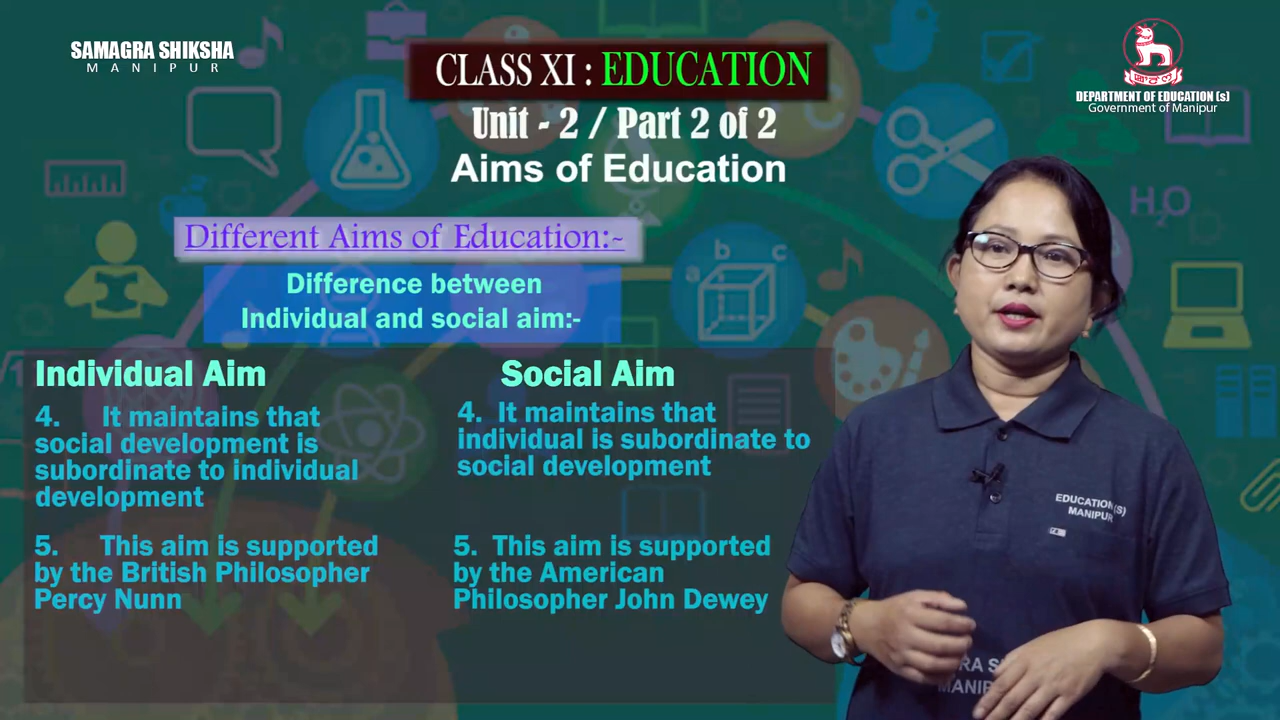 SAMAGRA SHIKSHA
MANIPUR
CLASS XI : EDUCATION
Unit - 2 / Part 2 of 2
Aims of Education
DEPARTMENT OF EDUCATION (s)
Government of Manipur
Different Aims of Education:-
Difference between
Individual and social aim:-
Individual Aim
4. It maintains that
social development is
subordinate to individual
development
5. This aim is supported
by the British Philosopher
Percy Nunn
Social Aim
4. It maintains that
individual is subordinate to
social development
5. This aim is supported
by the American
Philosopher John Dewey
a
b
c
H₂O
EDUCATION (S)
MANIPUR